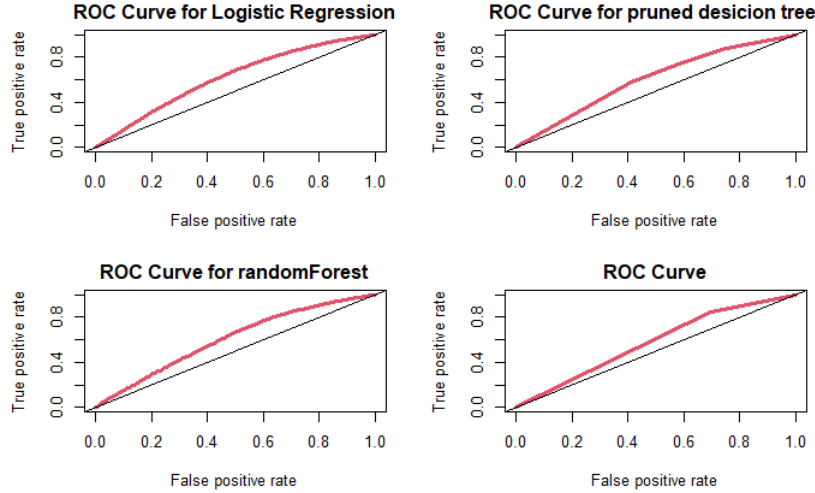 ROC Curve for Logistic Regression
True positive rate
0.0 0.4 0.8
0.0 0.2 0.4 0.6 0.8 1.0
False positive rate
ROC Curve for pruned desicion tree
True positive rate
0.0 0.4 0.8
0.0 0.2 0.4 0.6 0.8 1.0
False positive rate
ROC Curve for randomForest
True positive rate
0.0 0.4 0.8
0.0 0.2 0.4 0.6 0.8 1.0
False positive rate
ROC Curve
True positive rate
0.0 0.4 0.8
0.0 0.2 0.4 0.6 0.8 1.0
False positive rate